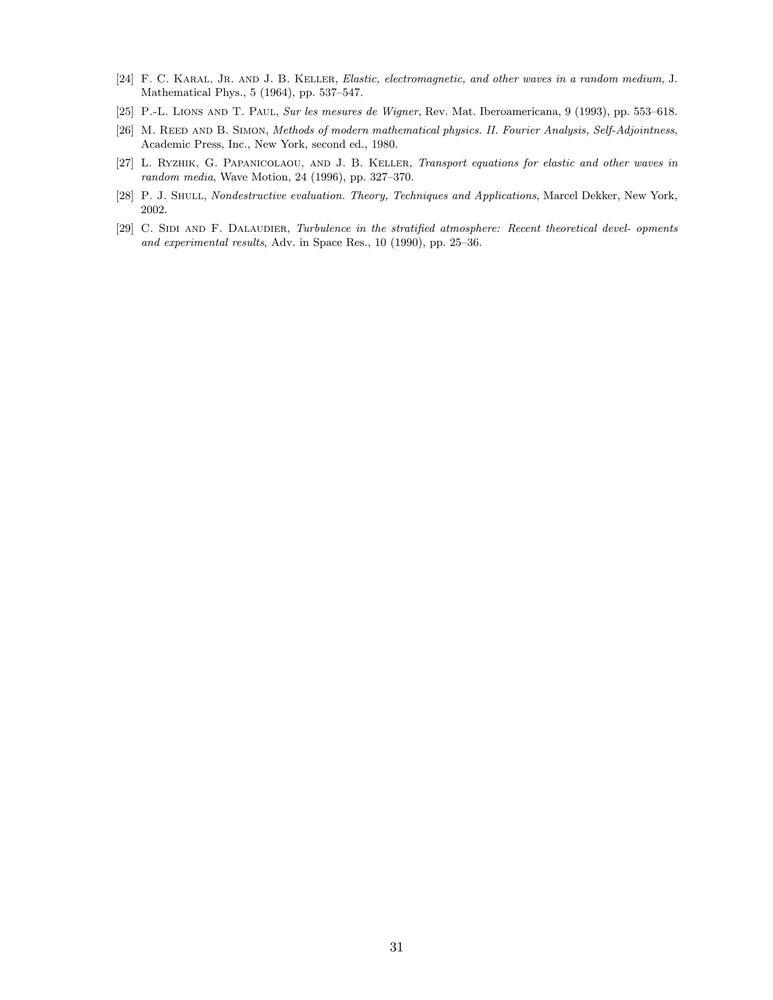 [24] F. C. Karal, Jr. and J. B. Keller, Elastic, electromagnetic, and other waves in a random medium, J.
Mathematical Phys., 5 (1964), pp. 537–547.
[25] P.-L. Lions and T. Paul, Sur les mesures de Wigner, Rev. Mat. Iberoamericana, 9 (1993), pp. 553–618.
[26] M. Reed and B. Simon, Methods of modern mathematical physics. II. Fourier Analysis, Self-Adjointness,
Academic Press, Inc., New York, second ed., 1980.
[27] L. Ryzhik, G. Papanicolaou, and J. B. Keller, Transport equations for elastic and other waves in
random media, Wave Motion, 24 (1996), pp. 327–370.
[28] P. J. Shull, Nondestructive evaluation. Theory, Techniques and Applications, Marcel Dekker, New York,
2002.
[29] C. Sidi and F. Dalaudier, Turbulence in the stratified atmosphere: Recent theoretical devel- opments
and experimental results, Adv. in Space Res., 10 (1990), pp. 25–36.
31